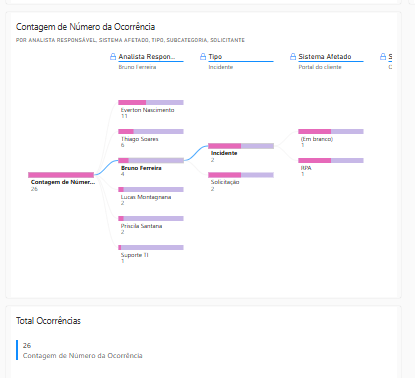 Contagem de Número da Ocorrência
POR ANALISTA RESPONSÁVEL, SISTEMA AFETADO, TIPO, SUBCATEGORIA, SOLICITANTE
Analista Respon... Tipo Sistema Afetado S
Bruno Ferreira Incidente Portal do cliente C
Everton Nascimento
11
Thiago Soares
6
(Em branco)
1
Bruno Ferreira
4
Incidente
2
RPA
1
Contagem de Númer...
26
Lucas Montagnana
2
Solicitação
2
Priscila Santana
2
Suporte TI
1
Total Ocorrências
26
Contagem de Número da Ocorrência